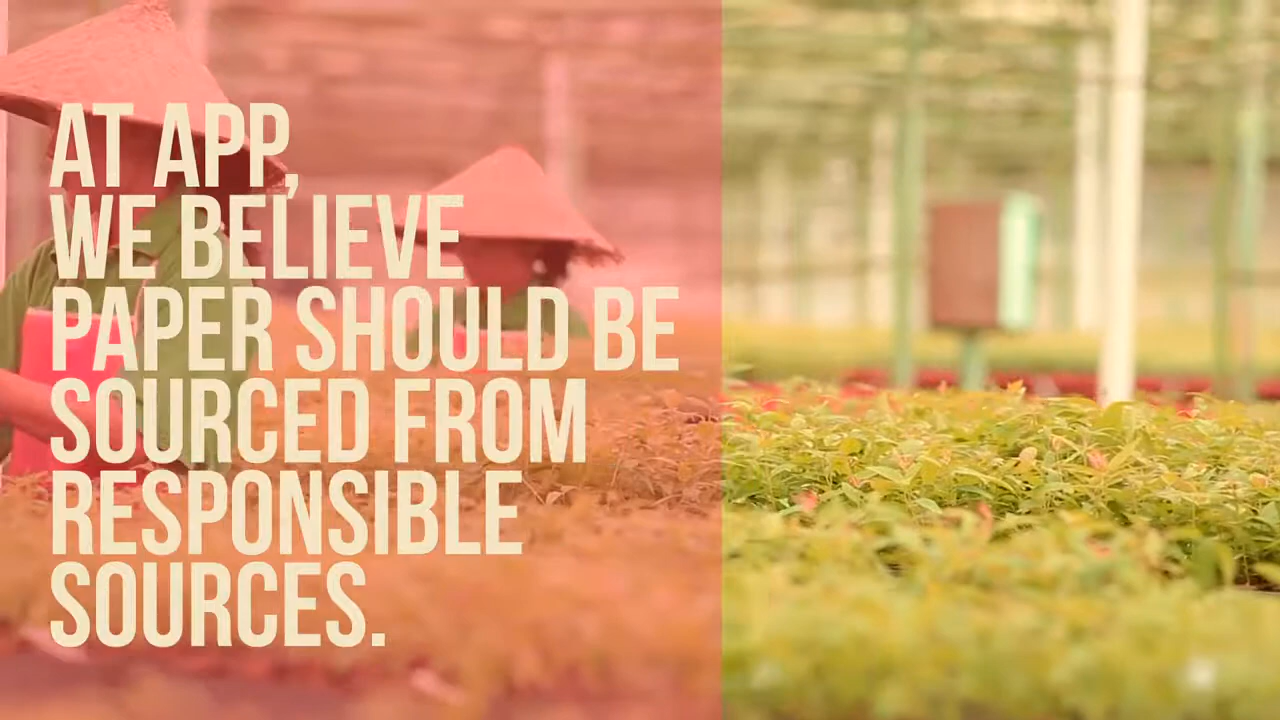 AT APP,
WE BELIEVE
PAPER SHOULD BE
SOURCED FROM
RESPONSIBLE
SOURCES.